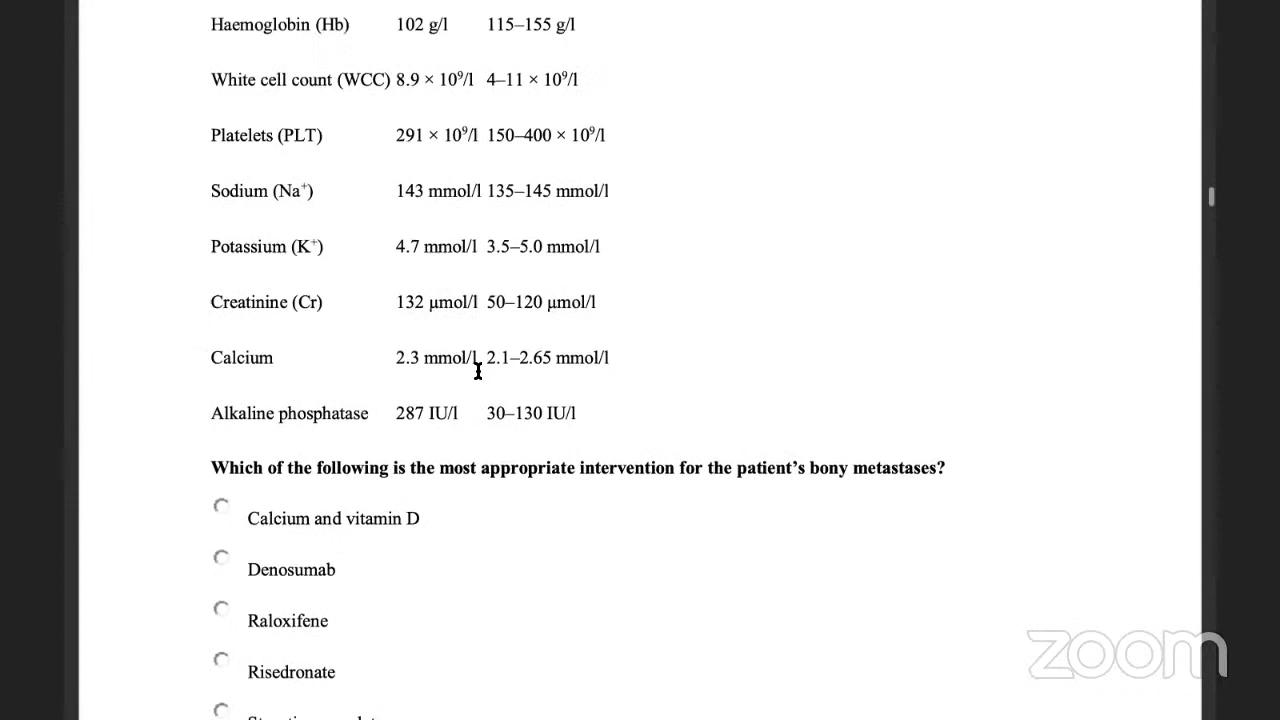 Haemoglobin (Hb) 102 g/l 115–155 g/l
White cell count (WCC) 8.9 × 10⁹/l 4–11 × 10⁹/l
Platelets (PLT) 291 × 10⁹/l 150–400 × 10⁹/l
Sodium (Na⁺) 143 mmol/l 135–145 mmol/l
Potassium (K⁺) 4.7 mmol/l 3.5–5.0 mmol/l
Creatinine (Cr) 132 µmol/l 50–120 µmol/l
Calcium 2.3 mmol/l 2.1–2.65 mmol/l
Alkaline phosphatase 287 IU/l 30–130 IU/l
Which of the following is the most appropriate intervention for the patient’s bony metastases?
Calcium and vitamin D
Denosumab
Raloxifene
Risedronate
zoom